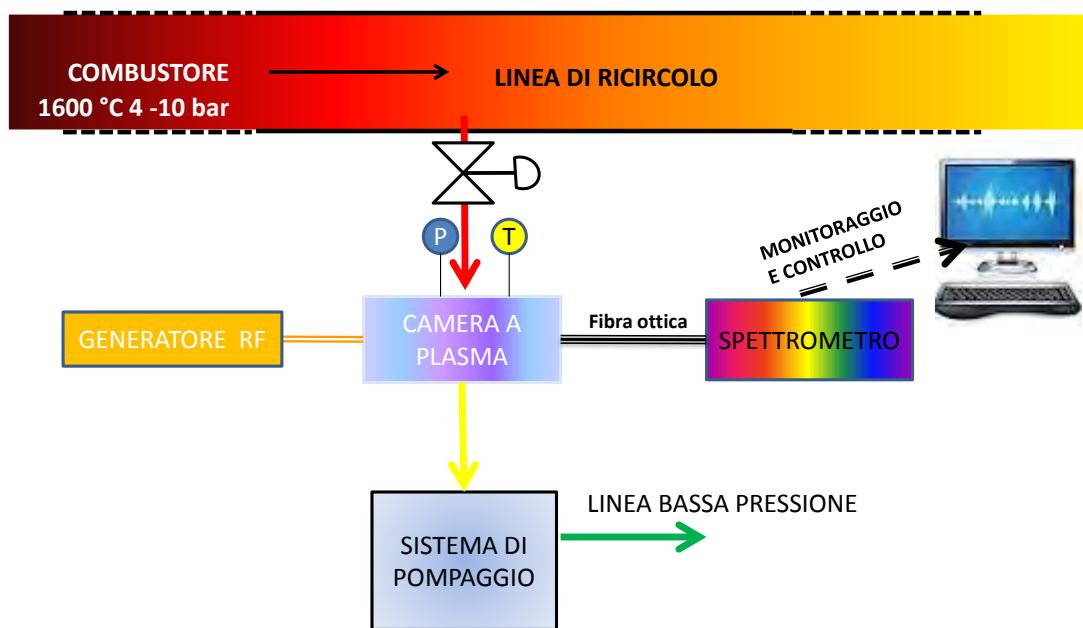 COMBUSTORE
1600 °C 4 -10 bar
LINEA DI RICIRCOLO
P
T
MONITORAGGIO
E CONTROLLO
GENERATORE RF
CAMERA A
PLASMA
Fibra ottica
SPETTROMETRO
SISTEMA DI
POMPAGGIO
LINEA BASSA PRESSIONE